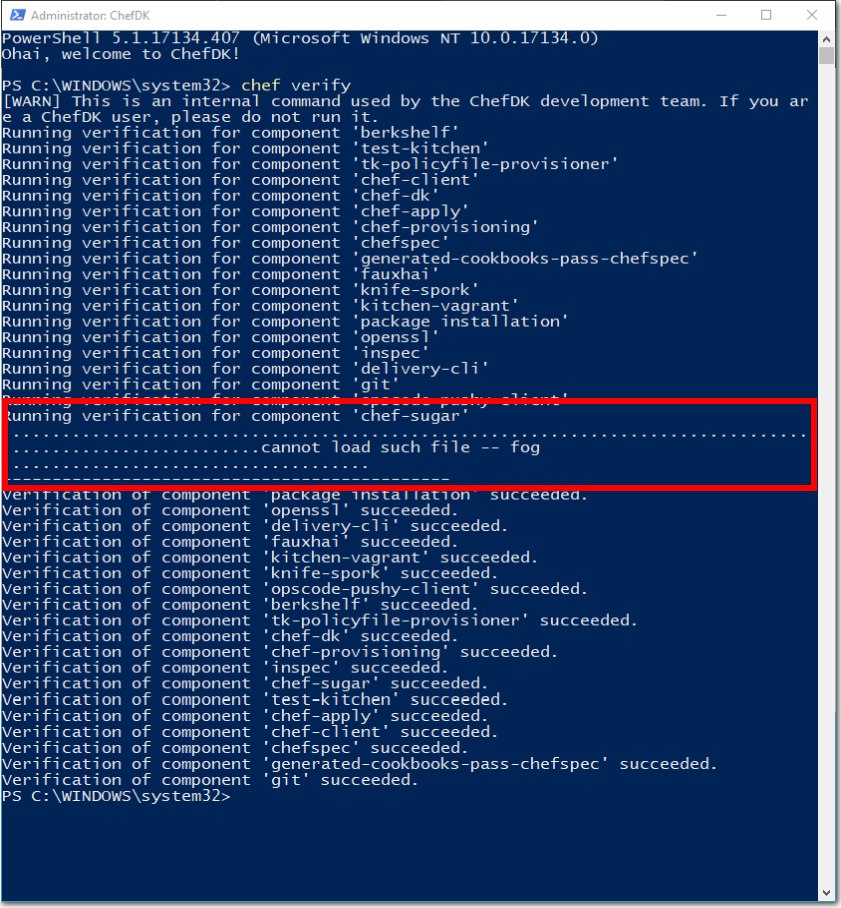 Administrator: ChefDK
PowerShell 5.1.17134.407 (Microsoft Windows NT 10.0.17134.0)
Ohai, welcome to ChefDK!
PS C:\WINDOWS\system32> chef verify
[WARN] This is an internal command used by the ChefDK development team. If you ar
e a ChefDK user, please do not run it.
Running verification for component 'berkshelf'
Running verification for component 'test-kitchen'
Running verification for component 'tk-policyfile-provisioner'
Running verification for component 'chef-client'
Running verification for component 'chef-dk'
Running verification for component 'chef-apply'
Running verification for component 'chef-provisioning'
Running verification for component 'chefspec'
Running verification for component 'generated-cookbooks-pass-chefspec'
Running verification for component 'fauxhai'
Running verification for component 'knife-spork'
Running verification for component 'kitchen-vagrant'
Running verification for component 'package installation'
Running verification for component 'openssl'
Running verification for component 'inspec'
Running verification for component 'delivery-cli'
Running verification for component 'git'
Running verification for component 'opscode-pushy-client'
Running verification for component 'chef-sugar'
................................................................................
.........................cannot load such file -- fog
....................................
---------------------------------------------
Verification of component 'package installation' succeeded.
Verification of component 'openssl' succeeded.
Verification of component 'delivery-cli' succeeded.
Verification of component 'fauxhai' succeeded.
Verification of component 'kitchen-vagrant' succeeded.
Verification of component 'knife-spork' succeeded.
Verification of component 'opscode-pushy-client' succeeded.
Verification of component 'berkshelf' succeeded.
Verification of component 'tk-policyfile-provisioner' succeeded.
Verification of component 'chef-dk' succeeded.
Verification of component 'chef-provisioning' succeeded.
Verification of component 'inspec' succeeded.
Verification of component 'chef-sugar' succeeded.
Verification of component 'test-kitchen' succeeded.
Verification of component 'chef-apply' succeeded.
Verification of component 'chef-client' succeeded.
Verification of component 'chefspec' succeeded.
Verification of component 'generated-cookbooks-pass-chefspec' succeeded.
Verification of component 'git' succeeded.
PS C:\WINDOWS\system32>